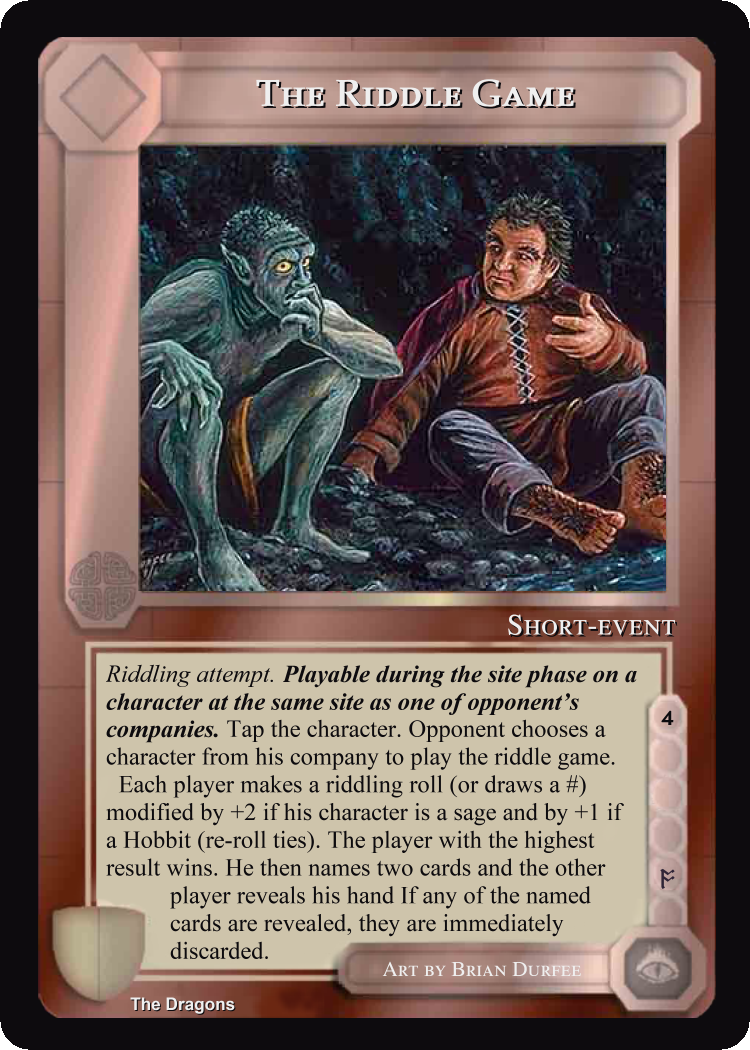 The Riddle Game
Short-event
Riddling attempt. Playable during the site phase on a
character at the same site as one of opponent's
companies. Tap the character. Opponent chooses a
character from his company to play the riddle game.
Each player makes a riddling roll (or draws a #)
modified by +2 if his character is a sage and by +1 if
a Hobbit (re-roll ties). The player with the highest
result wins. He then names two cards and the other
player reveals his hand If any of the named
cards are revealed, they are immediately
discarded.
4
ᚩ
Art by Brian Durfee
The Dragons